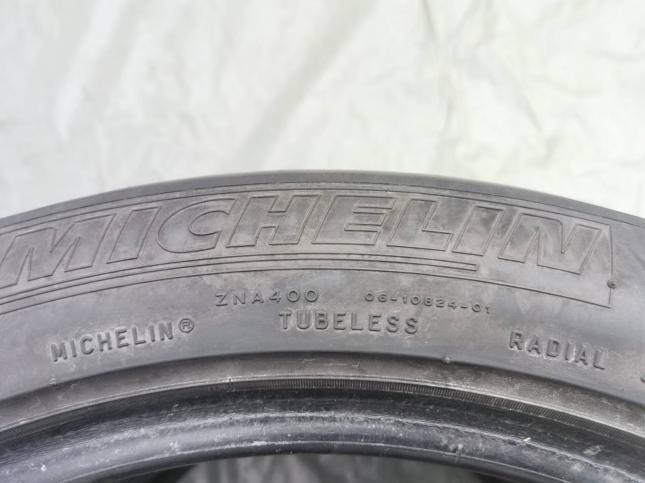 MICHELIN
ZNA400 06-10824-01
MICHELIN® TUBELESS RADIAL